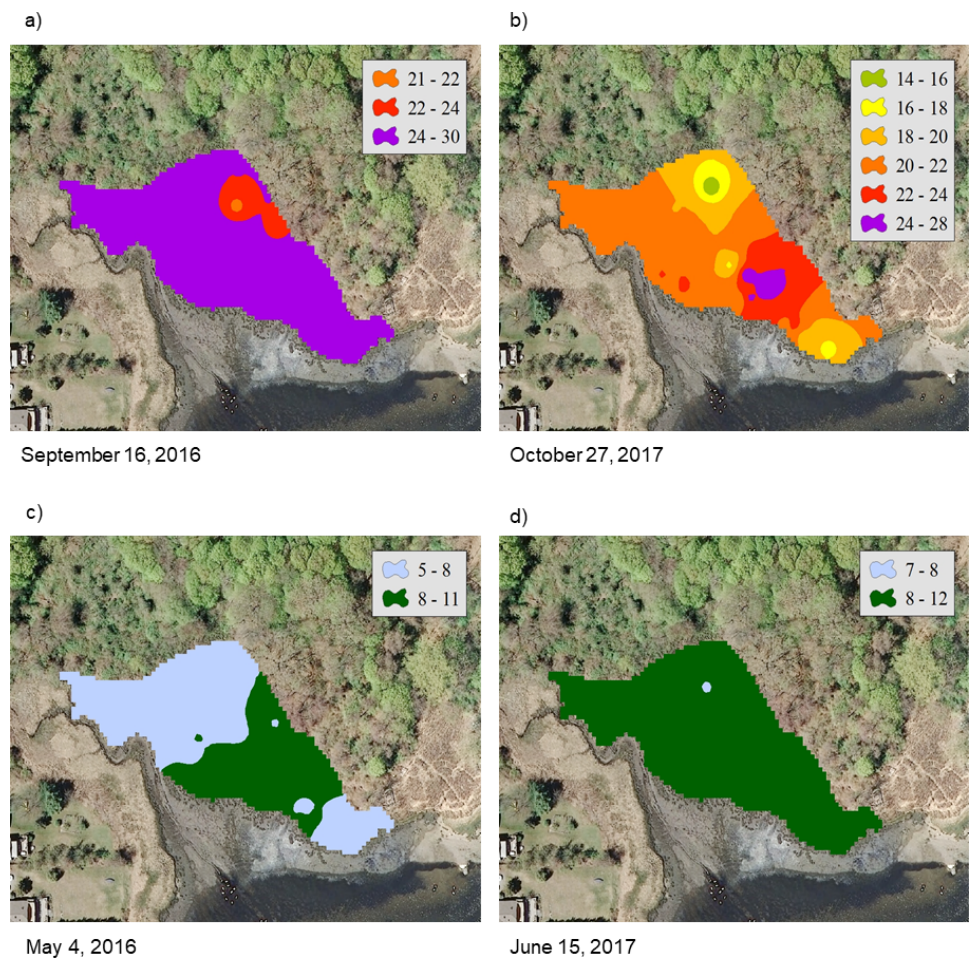 a)
21 - 22
22 - 24
24 - 30
September 16, 2016
b)
14 - 16
16 - 18
18 - 20
20 - 22
22 - 24
24 - 28
October 27, 2017
c)
5 - 8
8 - 11
May 4, 2016
d)
7 - 8
8 - 12
June 15, 2017